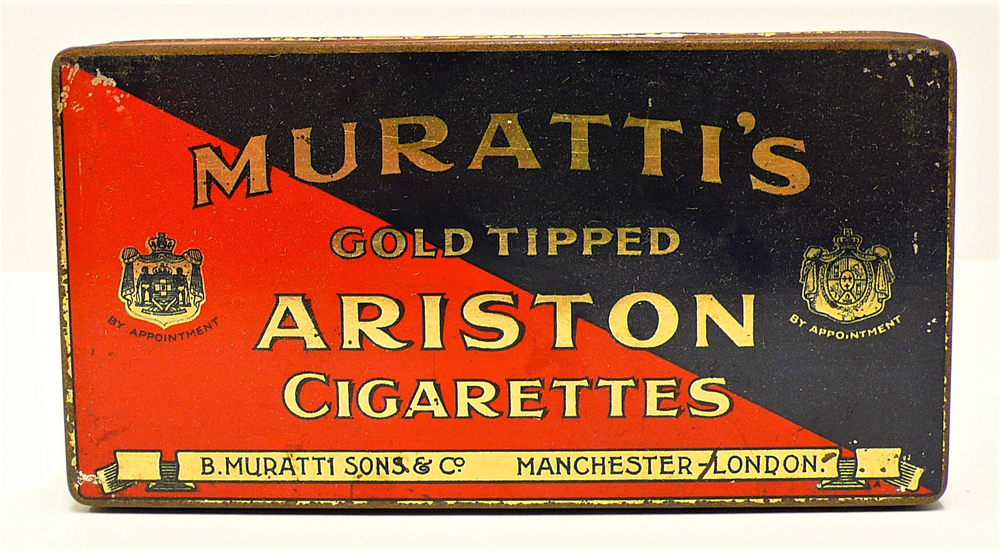 MURATTI'S
GOLD TIPPED
ARISTON
CIGARETTES
BY APPOINTMENT
BY APPOINTMENT
B. MURATTI SONS & Co. MANCHESTER-LONDON.